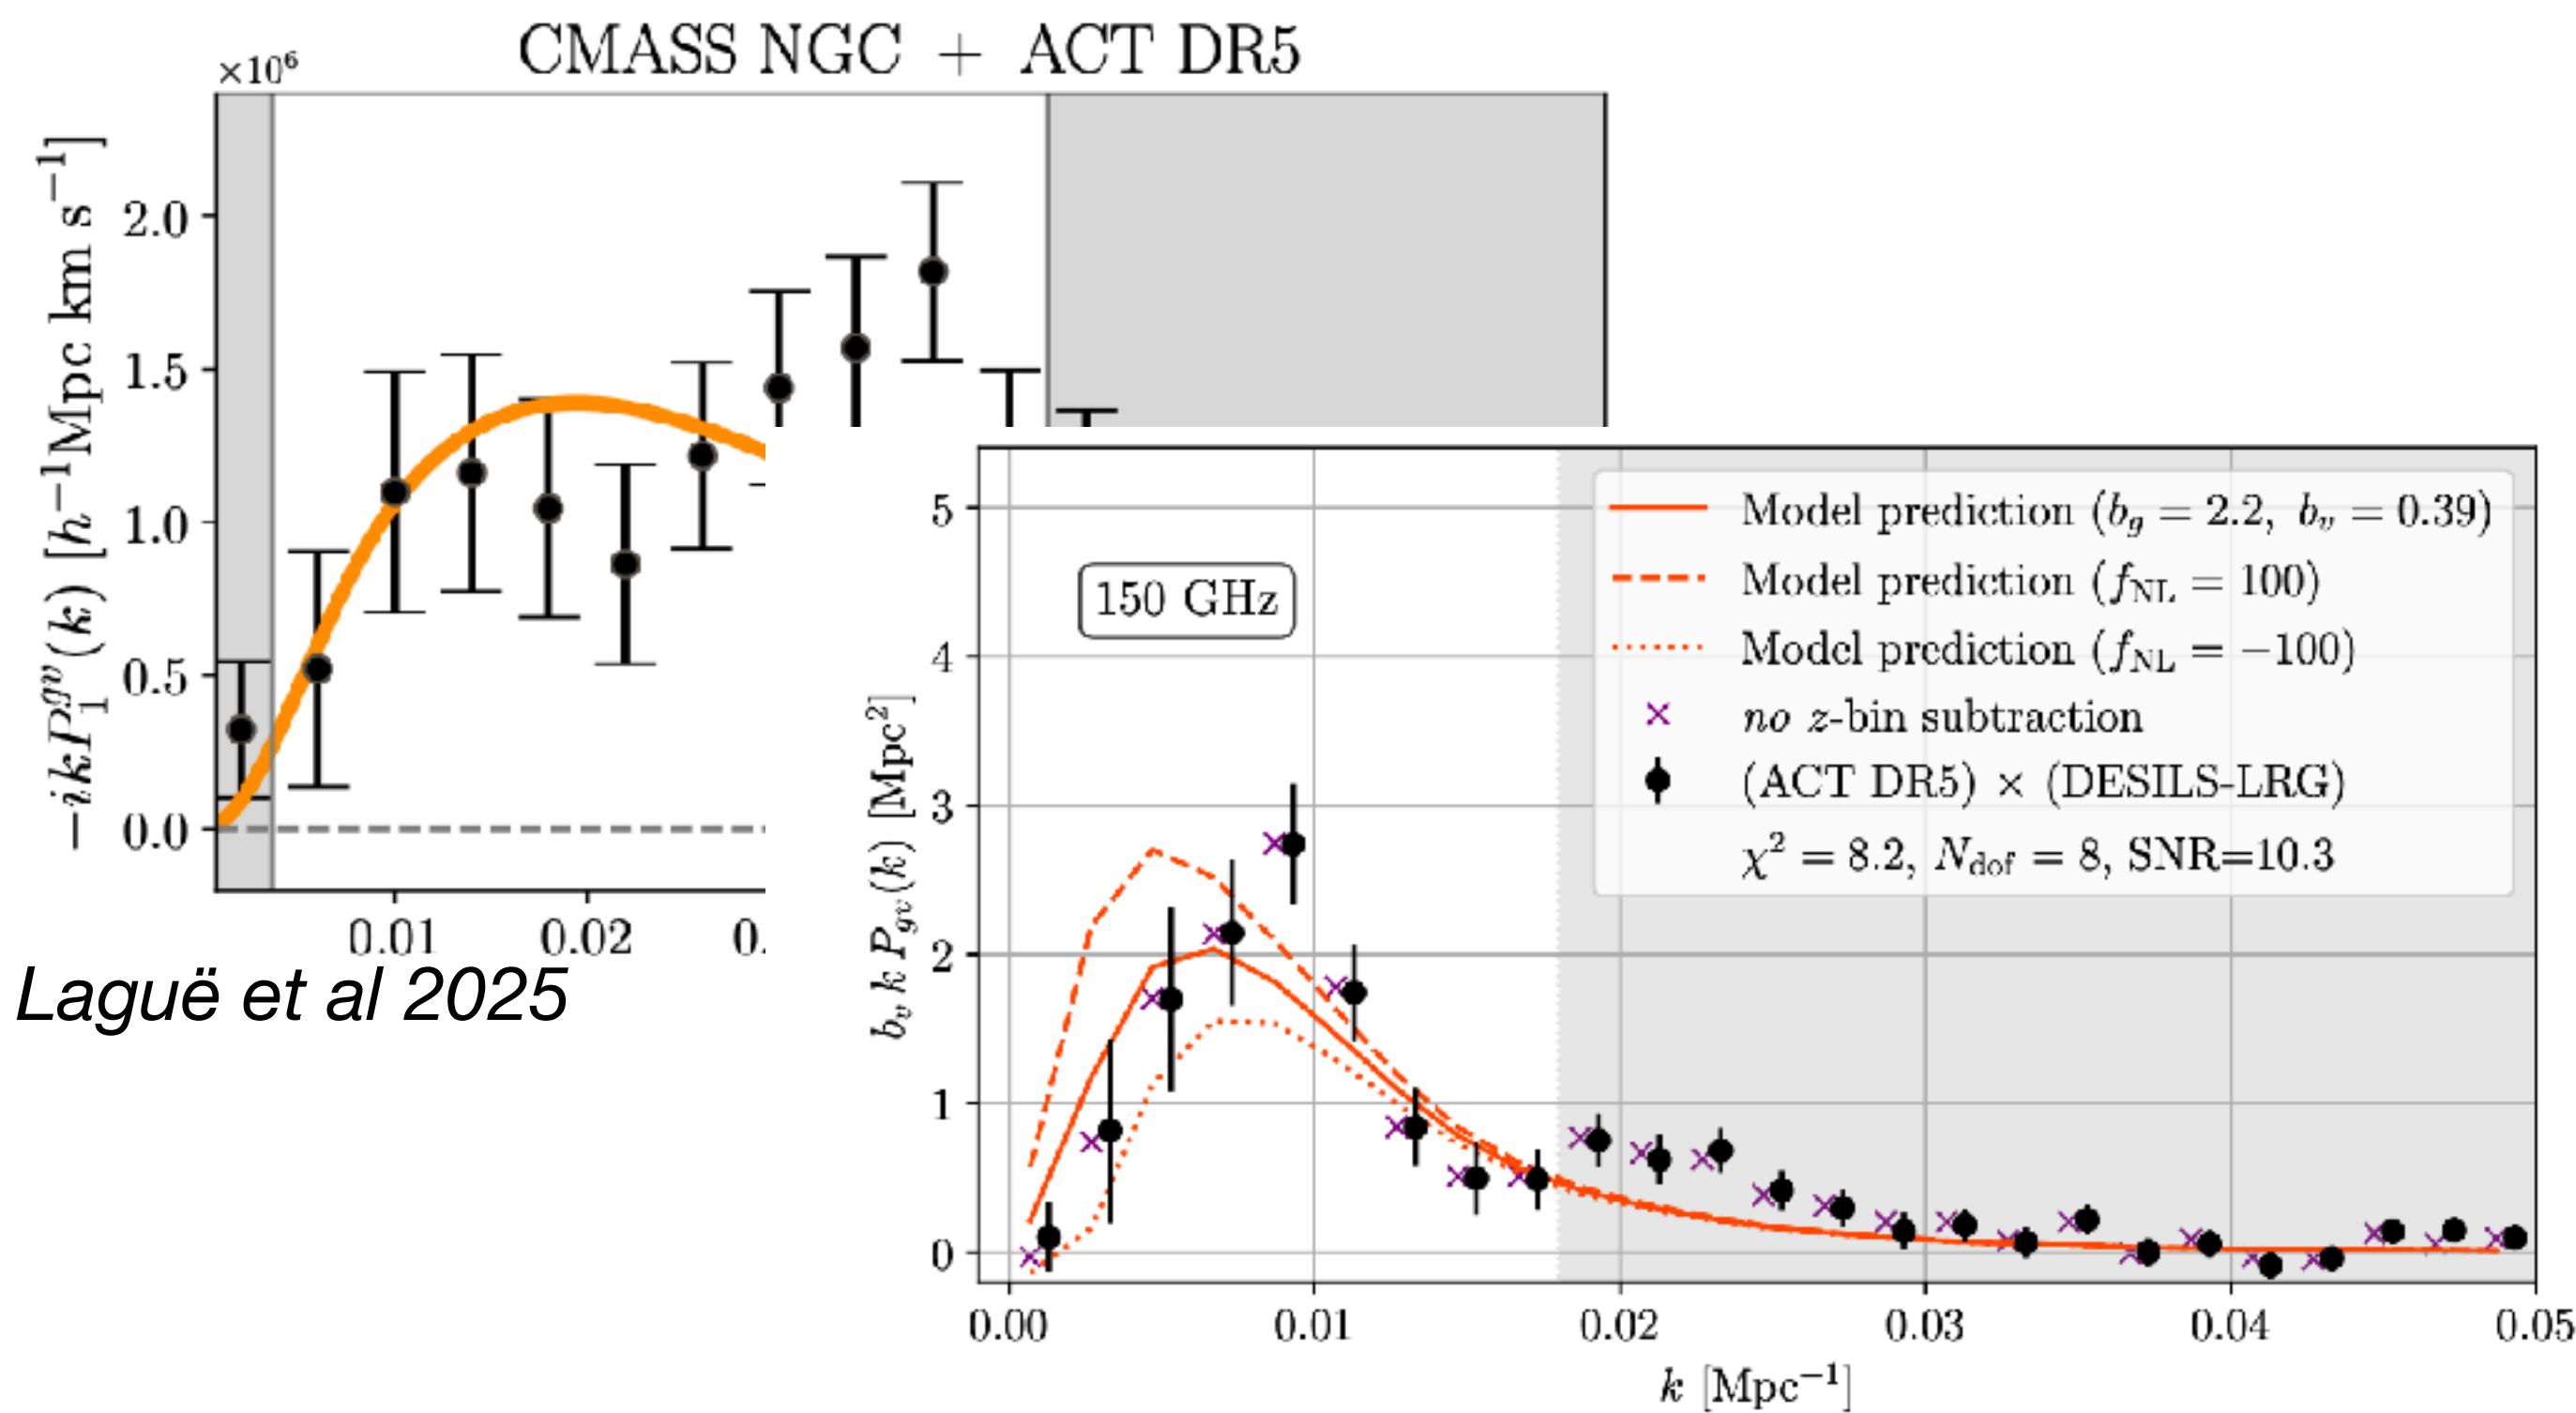 CMASS NGC + ACT DR5
×10⁶
−ikP₁ᵍᵛ(k) [h⁻¹Mpc km s⁻¹]
2.0
1.5
1.0
0.5
0.0
0.01 0.02 0.
Laguë et al 2025
b_v k P_gv(k) [Mpc²]
5
4
3
2
1
0
150 GHz
Model prediction (b_g = 2.2, b_v = 0.39)
Model prediction (f_NL = 100)
Model prediction (f_NL = −100)
no z-bin subtraction
(ACT DR5) × (DESILS-LRG)
χ² = 8.2, N_dof = 8, SNR=10.3
0.00 0.01 0.02 0.03 0.04 0.05
k [Mpc⁻¹]